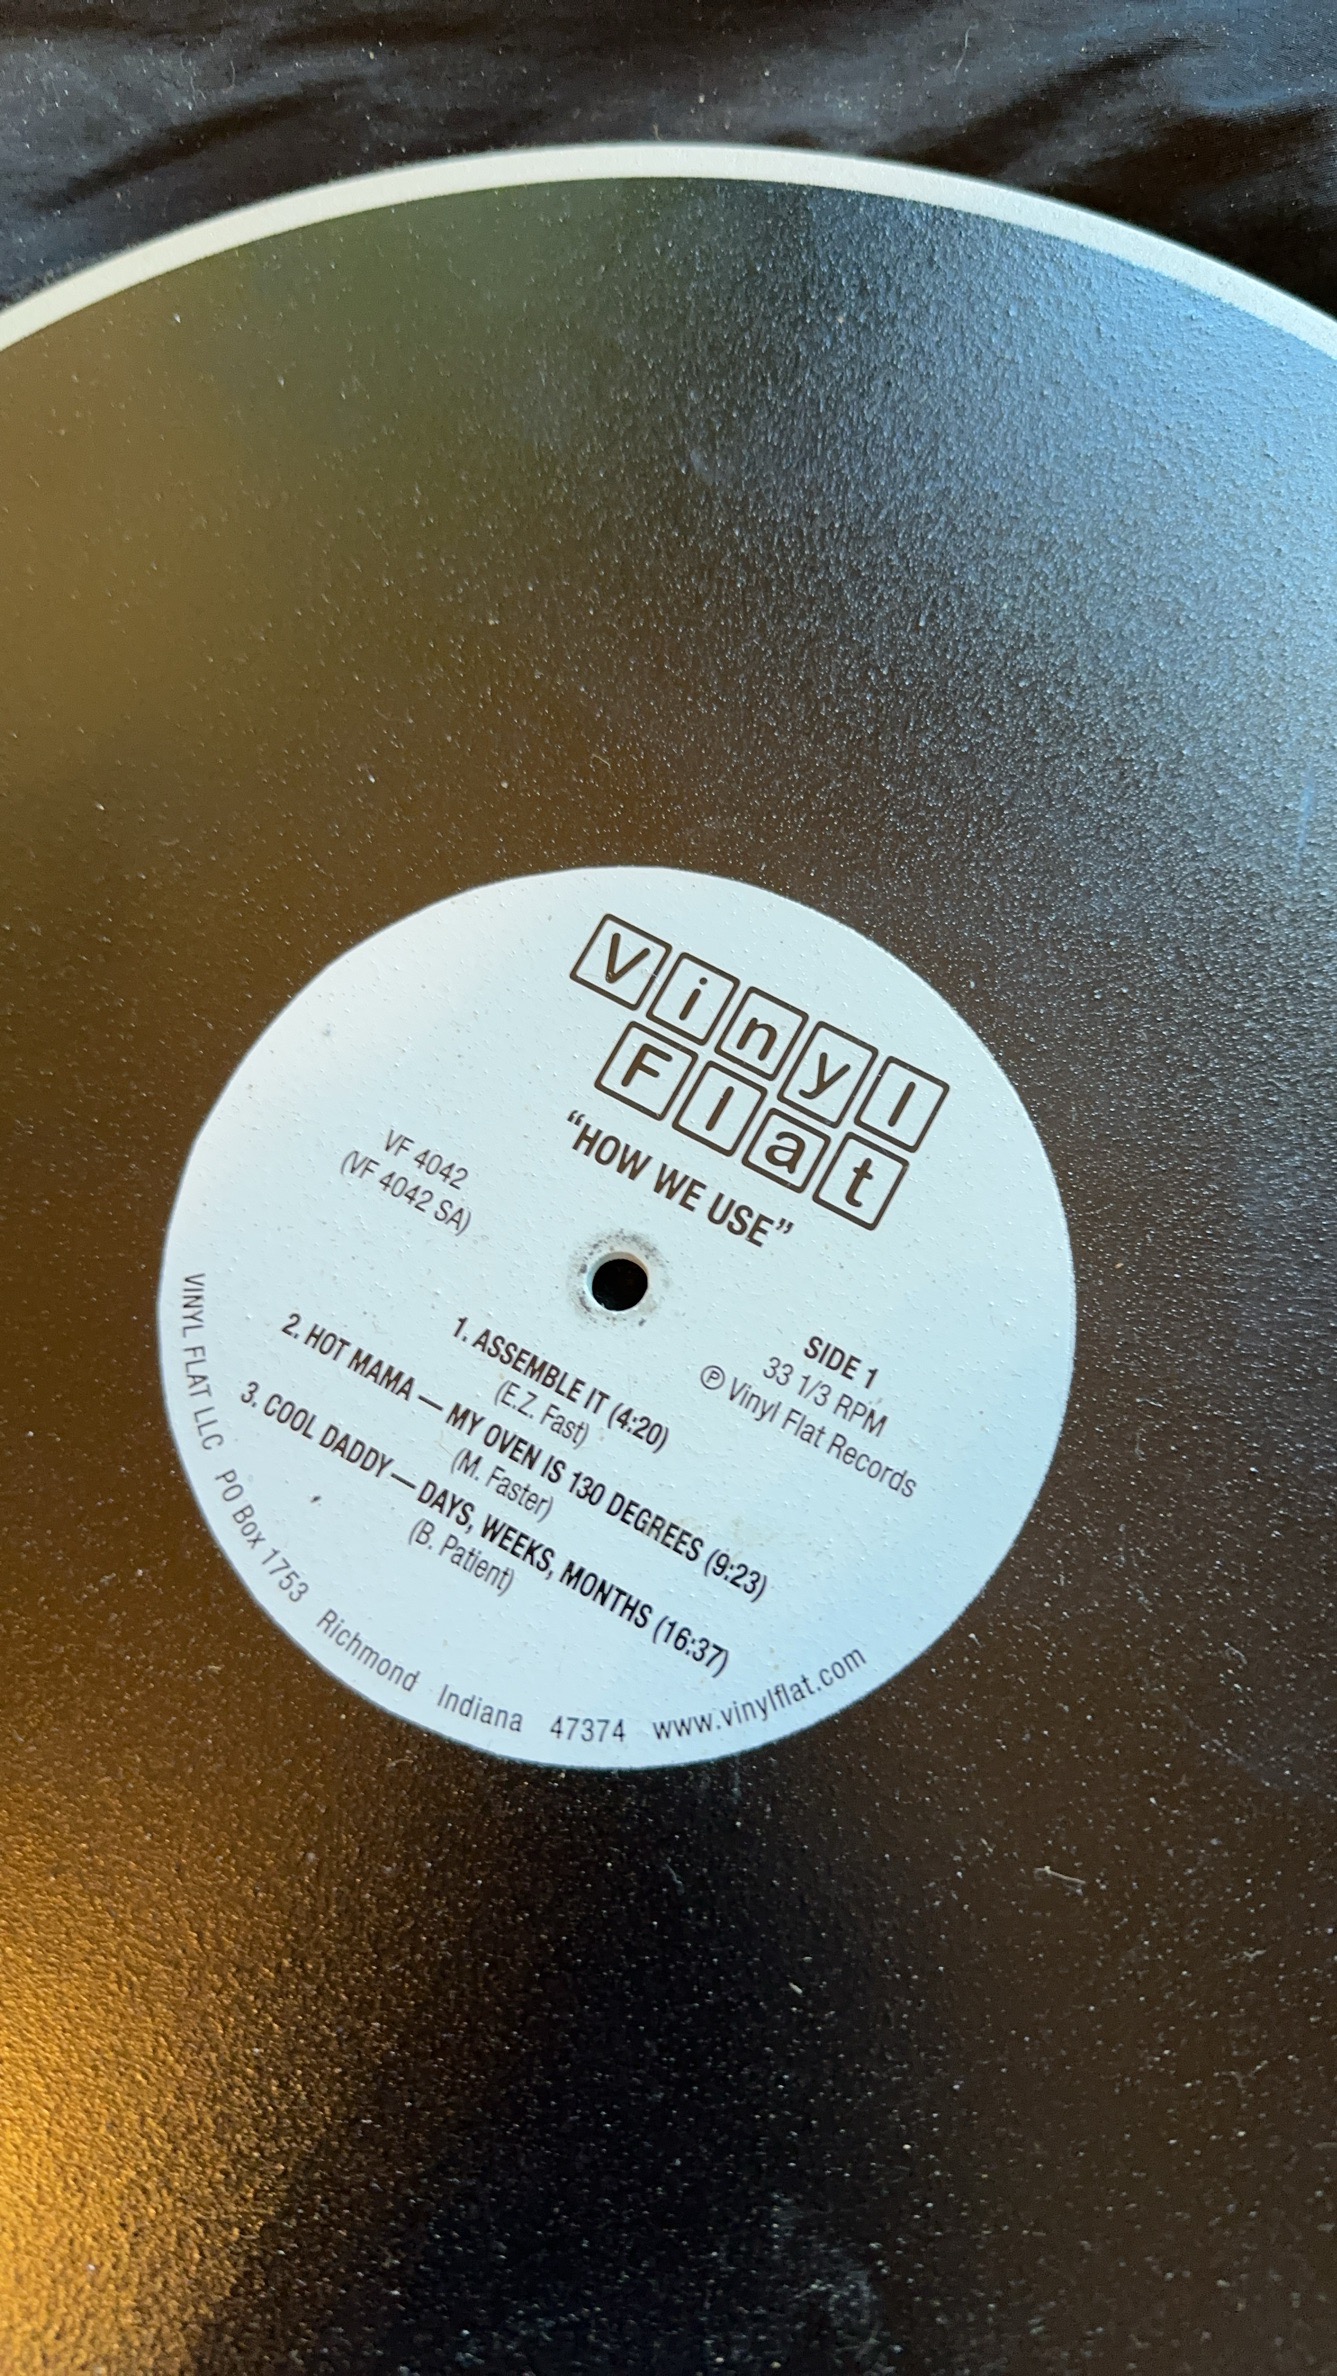 Vinyl
Flat
"HOW WE USE"
VF 4042
(VF 4042 SA)
SIDE 1
33 1/3 RPM
℗ Vinyl Flat Records
1. ASSEMBLE IT (4:20)
(E.Z. Fast)
2. HOT MAMA — MY OVEN IS 130 DEGREES (9:23)
(M. Faster)
3. COOL DADDY — DAYS, WEEKS, MONTHS (16:37)
(B. Patient)
VINYL FLAT LLC PO Box 1753 Richmond Indiana 47374 www.vinylflat.com